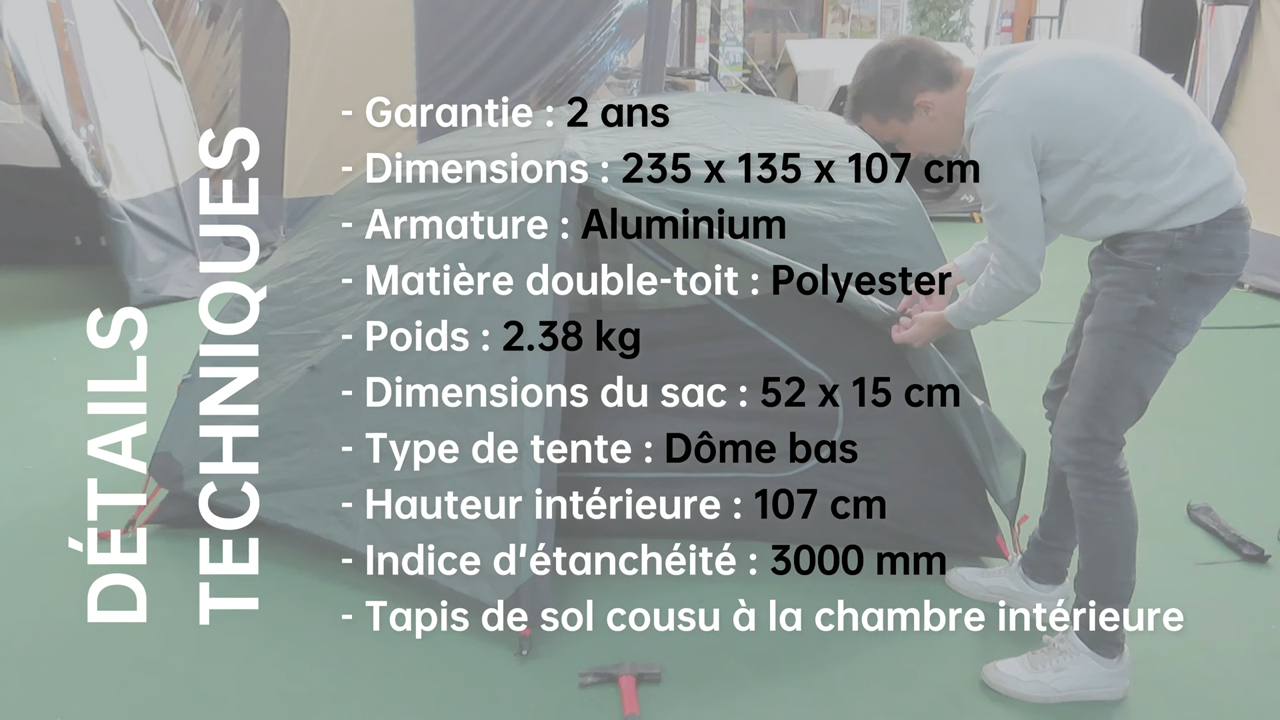 DÉTAILS
TECHNIQUES
- Garantie : 2 ans
- Dimensions : 235 x 135 x 107 cm
- Armature : Aluminium
- Matière double-toit : Polyester
- Poids : 2.38 kg
- Dimensions du sac : 52 x 15 cm
- Type de tente : Dôme bas
- Hauteur intérieure : 107 cm
- Indice d'étanchéité : 3000 mm
- Tapis de sol cousu à la chambre intérieure